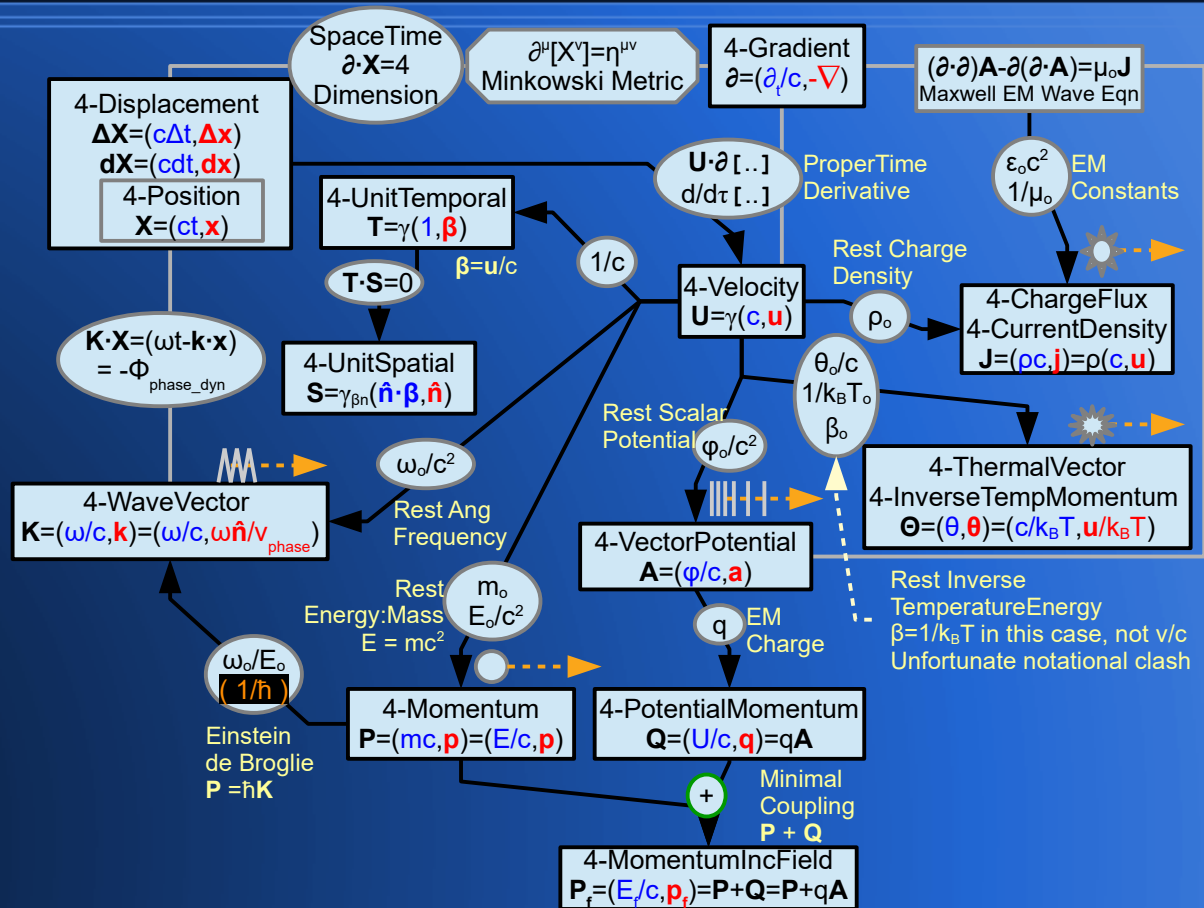 SpaceTime
∂·X=4
Dimension
∂^μ[X^ν]=η^μν
Minkowski Metric
4-Gradient
∂=(∂_t/c,-∇)
(∂·∂)A-∂(∂·A)=μ_oJ
Maxwell EM Wave Eqn
4-Displacement
ΔX=(cΔt,Δx)
dX=(cdt,dx)
4-Position
X=(ct,x)
U·∂[..]
d/dτ[..]
ProperTime
Derivative
ε_oc²
1/μ_o
EM
Constants
4-UnitTemporal
T=γ(1,β)
β=u/c
1/c
T·S=0
4-UnitSpatial
S=γ_βn(n̂·β,n̂)
4-Velocity
U=γ(c,u)
Rest Charge
Density
ρ_o
4-ChargeFlux
4-CurrentDensity
J=(ρc,j)=ρ(c,u)
K·X=(ωt-k·x)
= -Φ_phase_dyn
θ_o/c
1/k_BT_o
β_o
Rest Scalar
Potential
φ_o/c²
ω_o/c²
Rest Ang
Frequency
4-WaveVector
K=(ω/c,k)=(ω/c,ωn̂/v_phase)
4-ThermalVector
4-InverseTempMomentum
Θ=(θ,θ)=(c/k_BT,u/k_BT)
4-VectorPotential
A=(φ/c,a)
Rest
Energy:Mass
E = mc²
m_o
E_o/c²
q
EM
Charge
Rest Inverse
TemperatureEnergy
β=1/k_BT in this case, not v/c
Unfortunate notational clash
ω_o/E_o
( 1/ħ )
Einstein
de Broglie
P =ħK
4-Momentum
P=(mc,p)=(E/c,p)
4-PotentialMomentum
Q=(U/c,q)=qA
+
Minimal
Coupling
P + Q
4-MomentumIncField
P_f=(E_f/c,p_f)=P+Q=P+qA